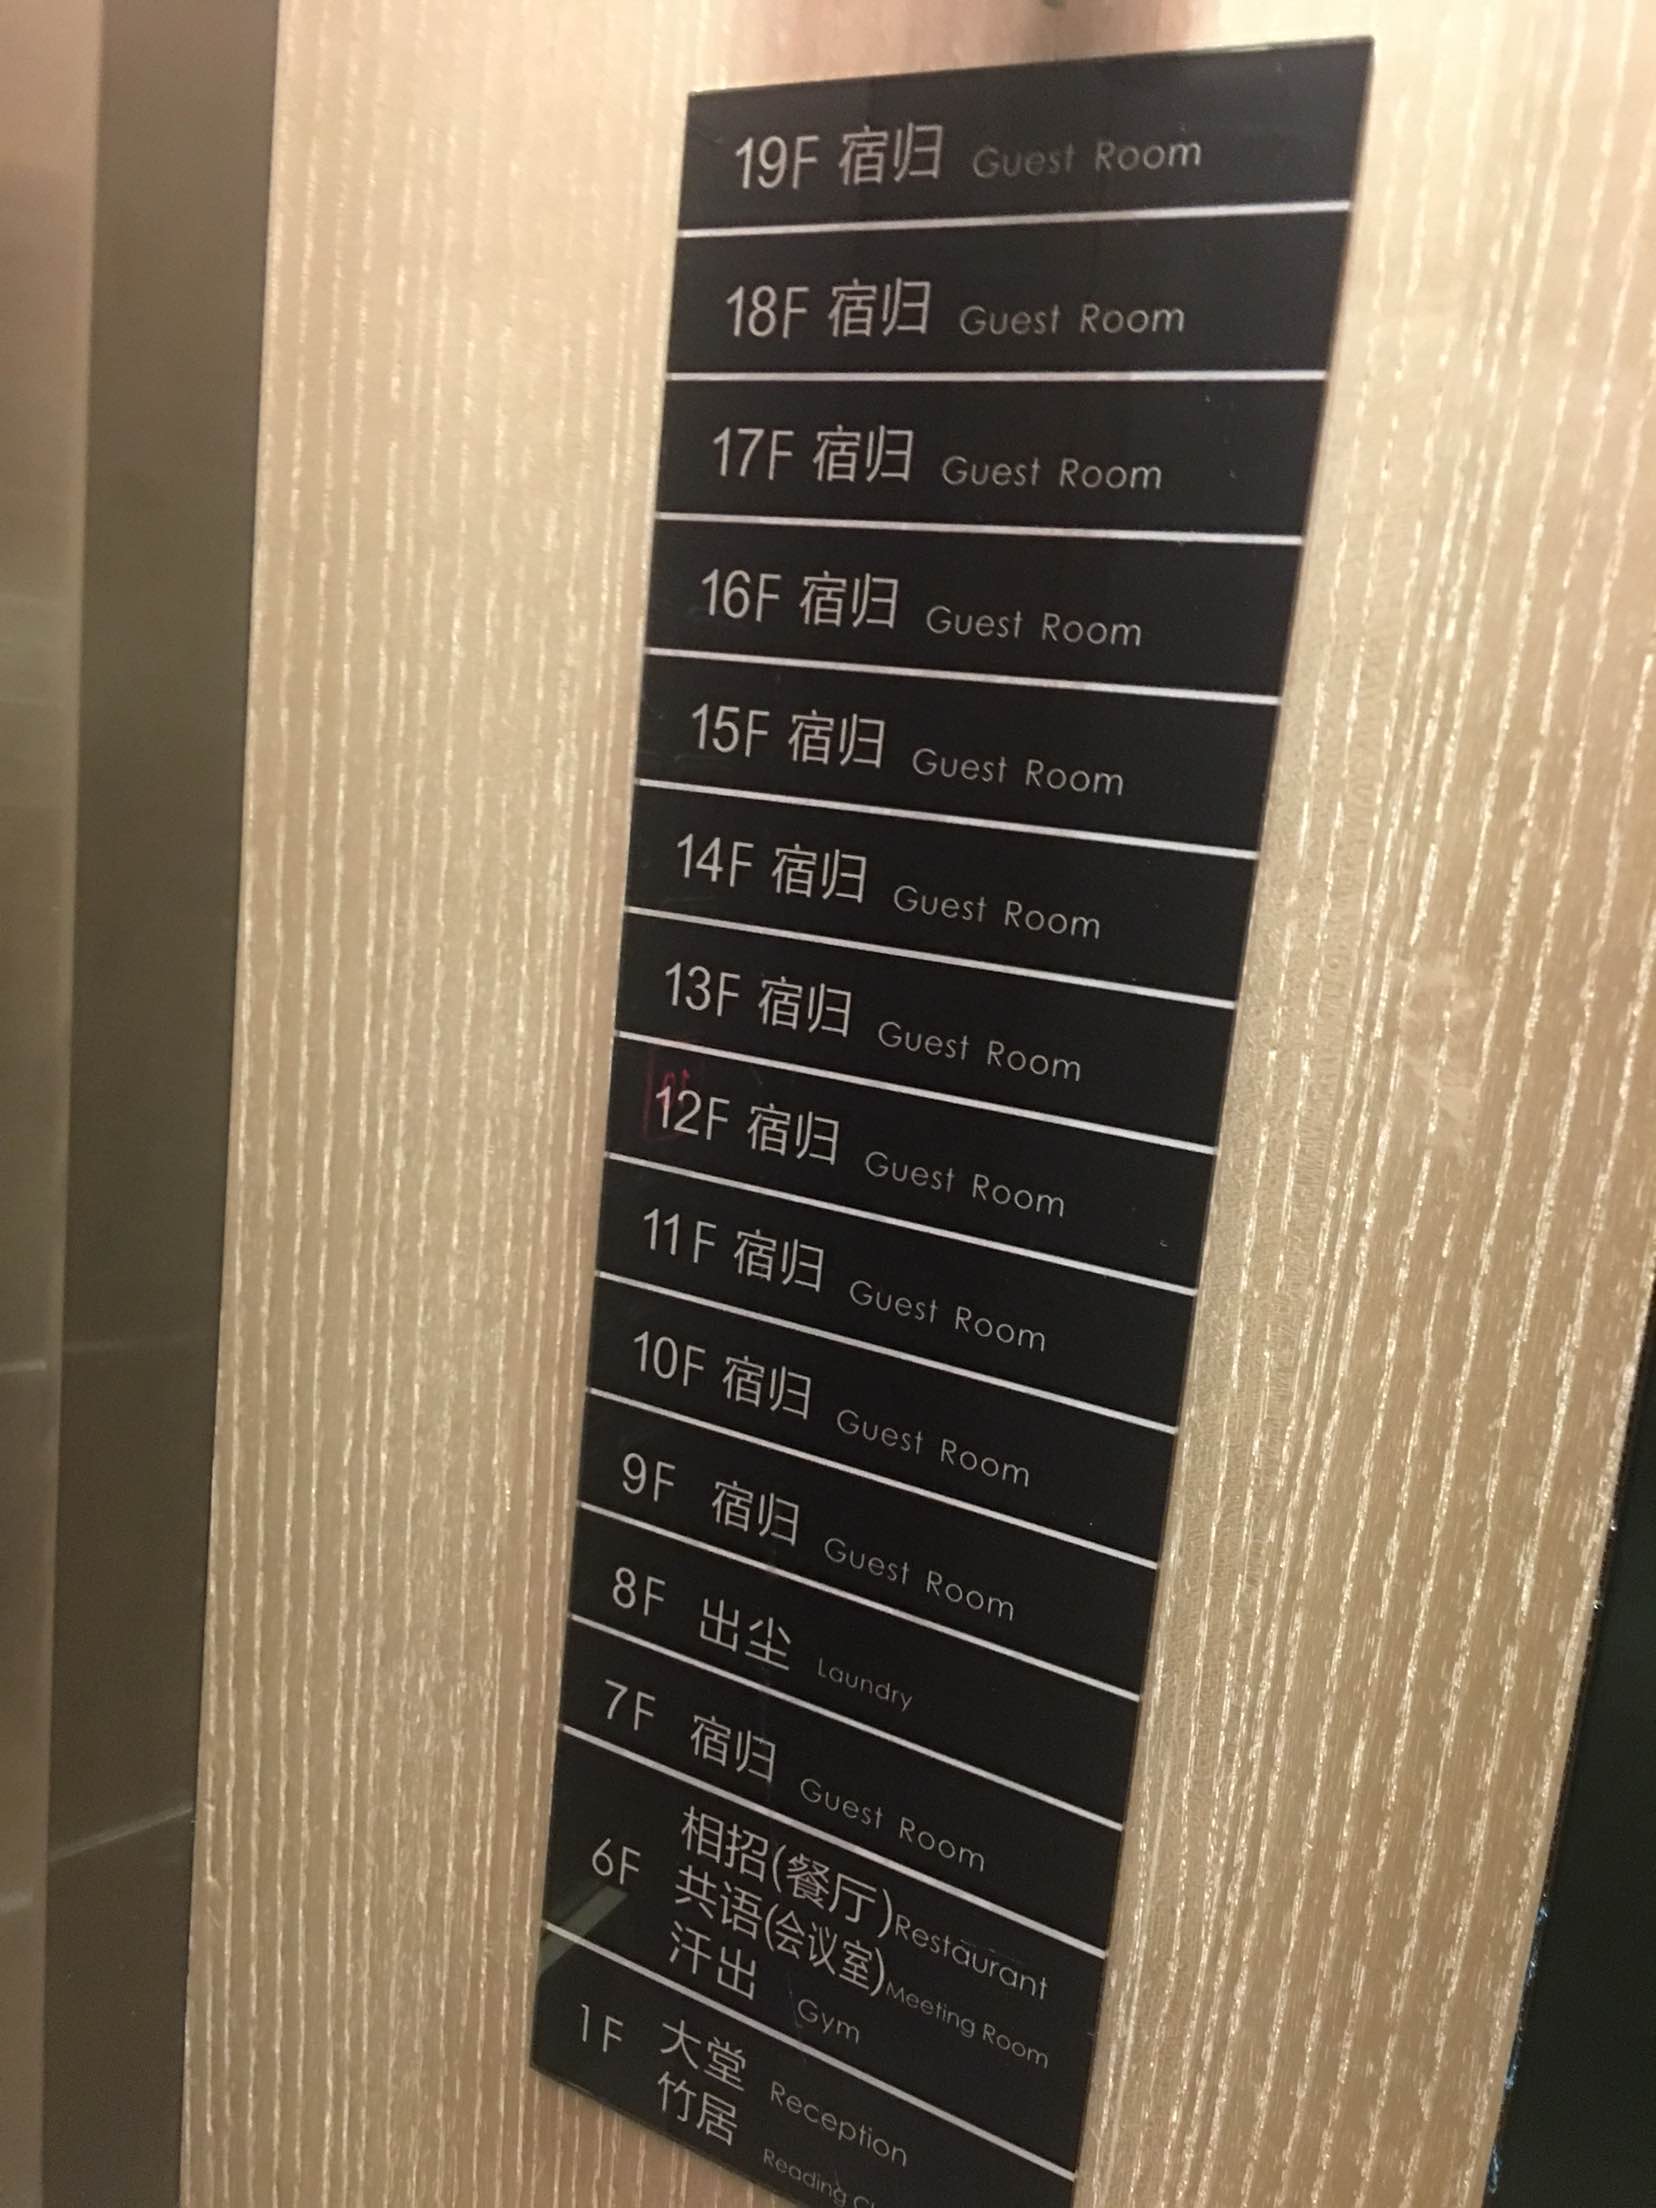 19F 宿归 Guest Room
18F 宿归 Guest Room
17F 宿归 Guest Room
16F 宿归 Guest Room
15F 宿归 Guest Room
14F 宿归 Guest Room
13F 宿归 Guest Room
12F 宿归 Guest Room
11F 宿归 Guest Room
10F 宿归 Guest Room
9F 宿归 Guest Room
8F 出尘 Laundry
7F 宿归 Guest Room
相招(餐厅)Restaurant
6F 共语(会议室)Meeting Room
汗出 Gym
1F 大堂 Reception
竹居 Reading